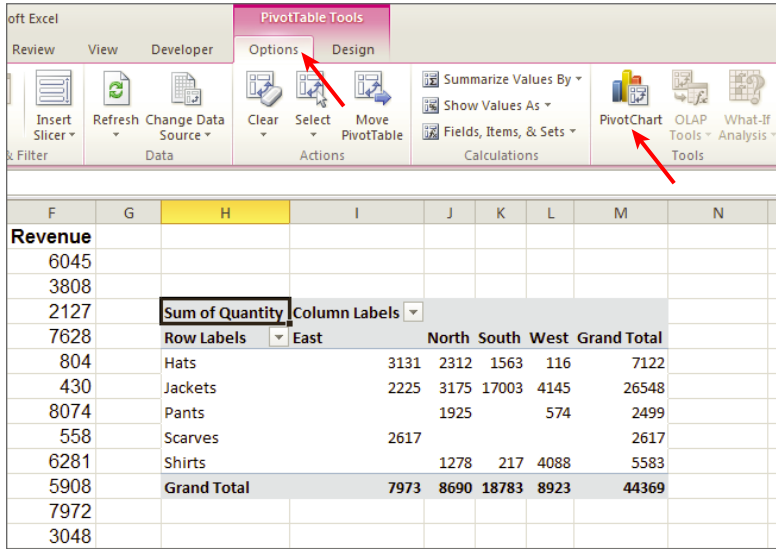 oft Excel PivotTable Tools
Review View Developer Options Design
Insert Slicer
Refresh Change Data Source
Clear Select Move PivotTable
Summarize Values By
Show Values As
Fields, Items, & Sets
PivotChart OLAP Tools What-If Analysis
& Filter Data Actions Calculations Tools
F G H I J K L M N
Revenue
6045
3808
2127 Sum of Quantity Column Labels
7628 Row Labels East North South West Grand Total
804 Hats 3131 2312 1563 116 7122
430 Jackets 2225 3175 17003 4145 26548
8074 Pants 1925 574 2499
558 Scarves 2617 2617
6281 Shirts 1278 217 4088 5583
5908 Grand Total 7973 8690 18783 8923 44369
7972
3048